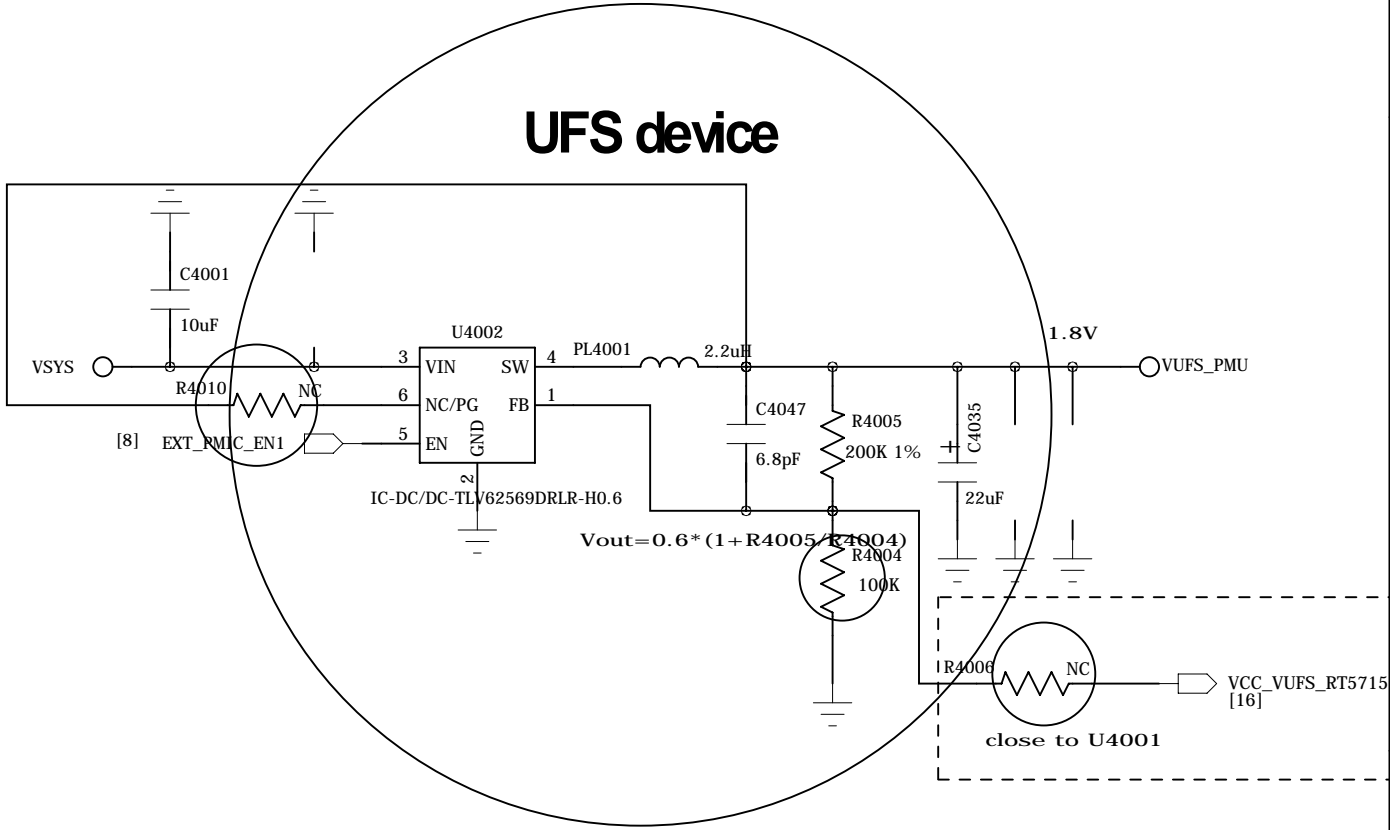 UFS device
C4001
10uF
VSYS
R4010
NC
[8]
EXT_PMIC_EN1
U4002
3
VIN
SW
4
6
NC/PG
FB
1
5
EN
GND
2
IC-DC/DC-TLV62569DRLR-H0.6
PL4001
2.2uH
1.8V
VUFS_PMU
C4047
6.8pF
R4005
200K 1%
+
C4035
22uF
Vout=0.6*(1+R4005/R4004)
R4004
100K
R4006
NC
VCC_VUFS_RT5715
[16]
close to U4001